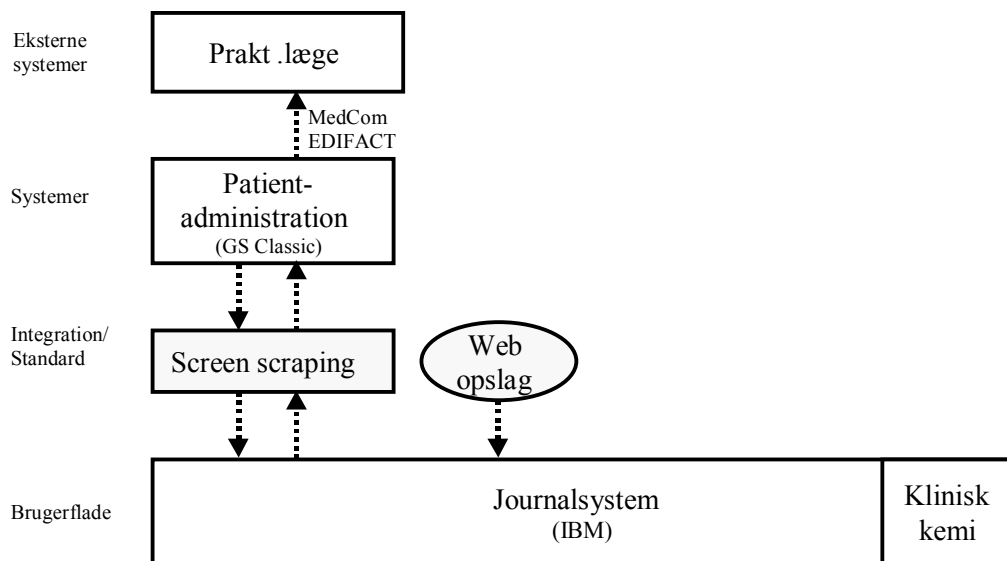 Eksterne
systemer
Prakt .læge
MedCom
EDIFACT
Systemer
Patient-
administration
(GS Classic)
Integration/
Standard
Screen scraping
Web
opslag
Brugerflade
Journalsystem
(IBM)
Klinisk
kemi